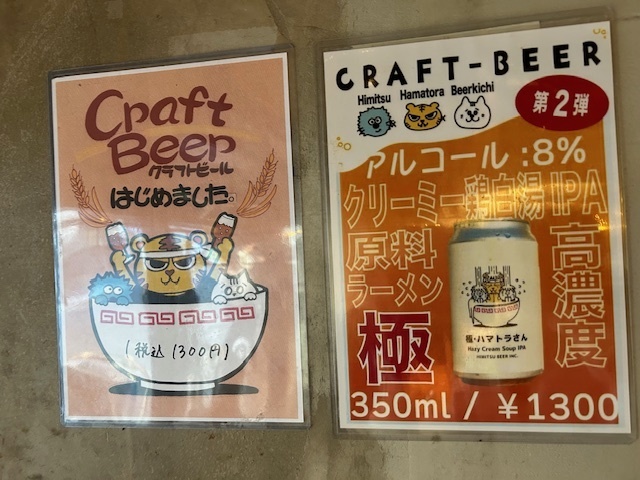 Craft
Beer
クラフトビール
はじめました。
(税込 1300円)
CRAFT-BEER
Himitsu Hamatora Beerkichi
第2弾
アルコール:8%
クリーミー鶏白湯IPA
原料
ラーメン
極
高濃度
極・ハマトラさん
Hazy Cream Soup IPA
HIMITSU BEER INC.
350ml / ¥1300